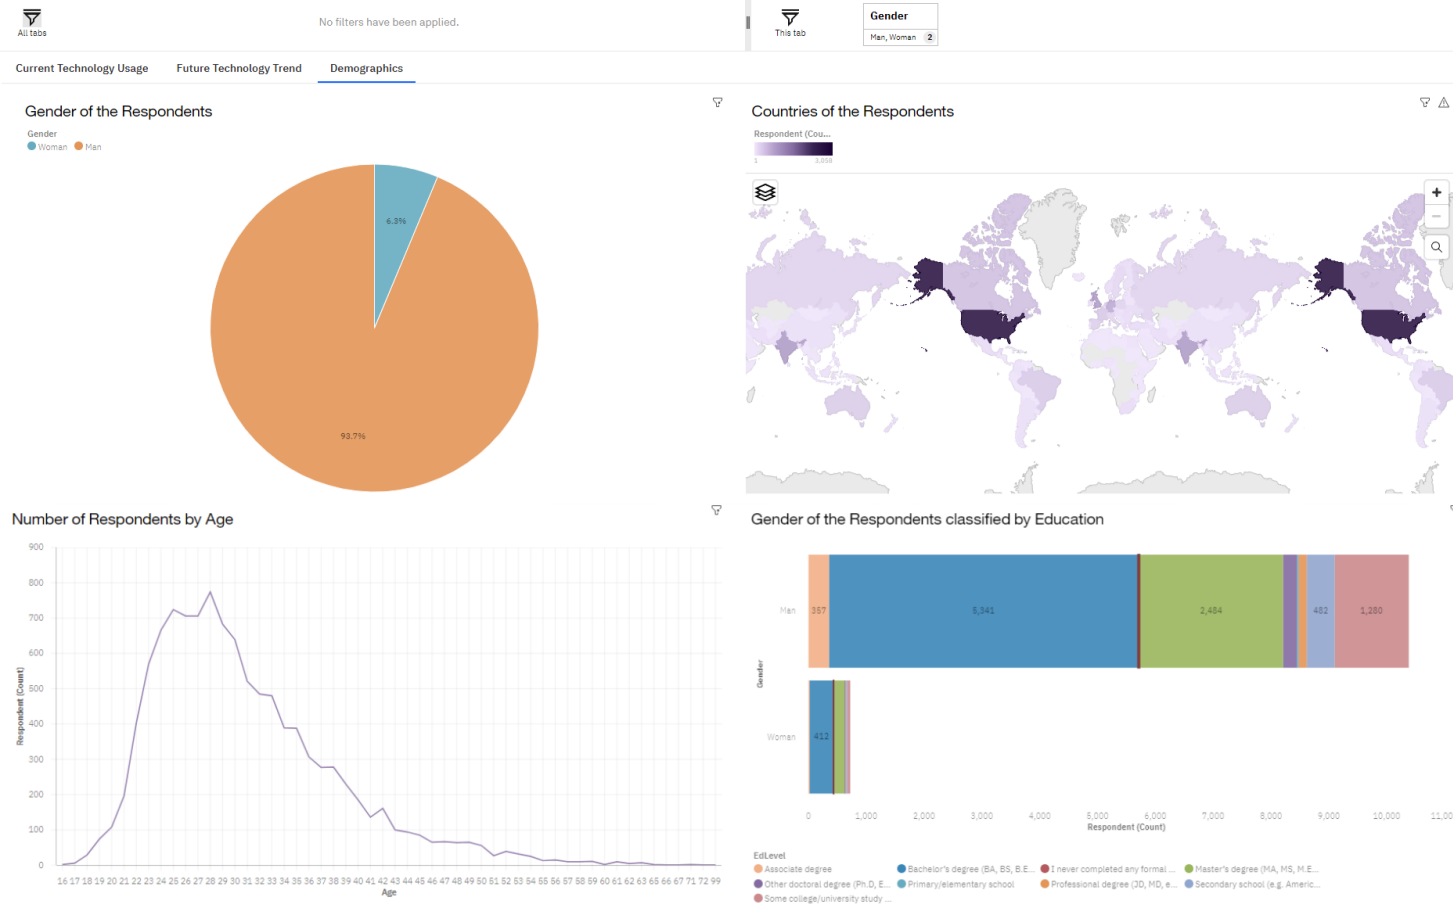 All tabs
No filters have been applied.
This tab
Gender
Man, Woman 2
Current Technology Usage
Future Technology Trend
Demographics
Gender of the Respondents
Gender
Woman Man
6.3%
93.7%
Countries of the Respondents
Respondent (Cou...
1 3,058
Number of Respondents by Age
900
800
700
600
500
400
300
200
100
0
Respondent (Count)
16 17 18 19 20 21 22 23 24 25 26 27 28 29 30 31 32 33 34 35 36 37 38 39 40 41 42 43 44 45 46 47 48 49 50 51 52 53 54 55 56 57 58 59 60 61 62 63 65 66 67 71 72 99
Age
Gender of the Respondents classified by Education
Gender
Man
357 5,341 2,484 482 1,280
Woman
412
0 1,000 2,000 3,000 4,000 5,000 6,000 7,000 8,000 9,000 10,000 11,00
Respondent (Count)
EdLevel
Associate degree Bachelor's degree (BA, BS, B.E... I never completed any formal ... Master's degree (MA, MS, M.E...
Other doctoral degree (Ph.D, E... Primary/elementary school Professional degree (JD, MD, e... Secondary school (e.g. Americ...
Some college/university study ...